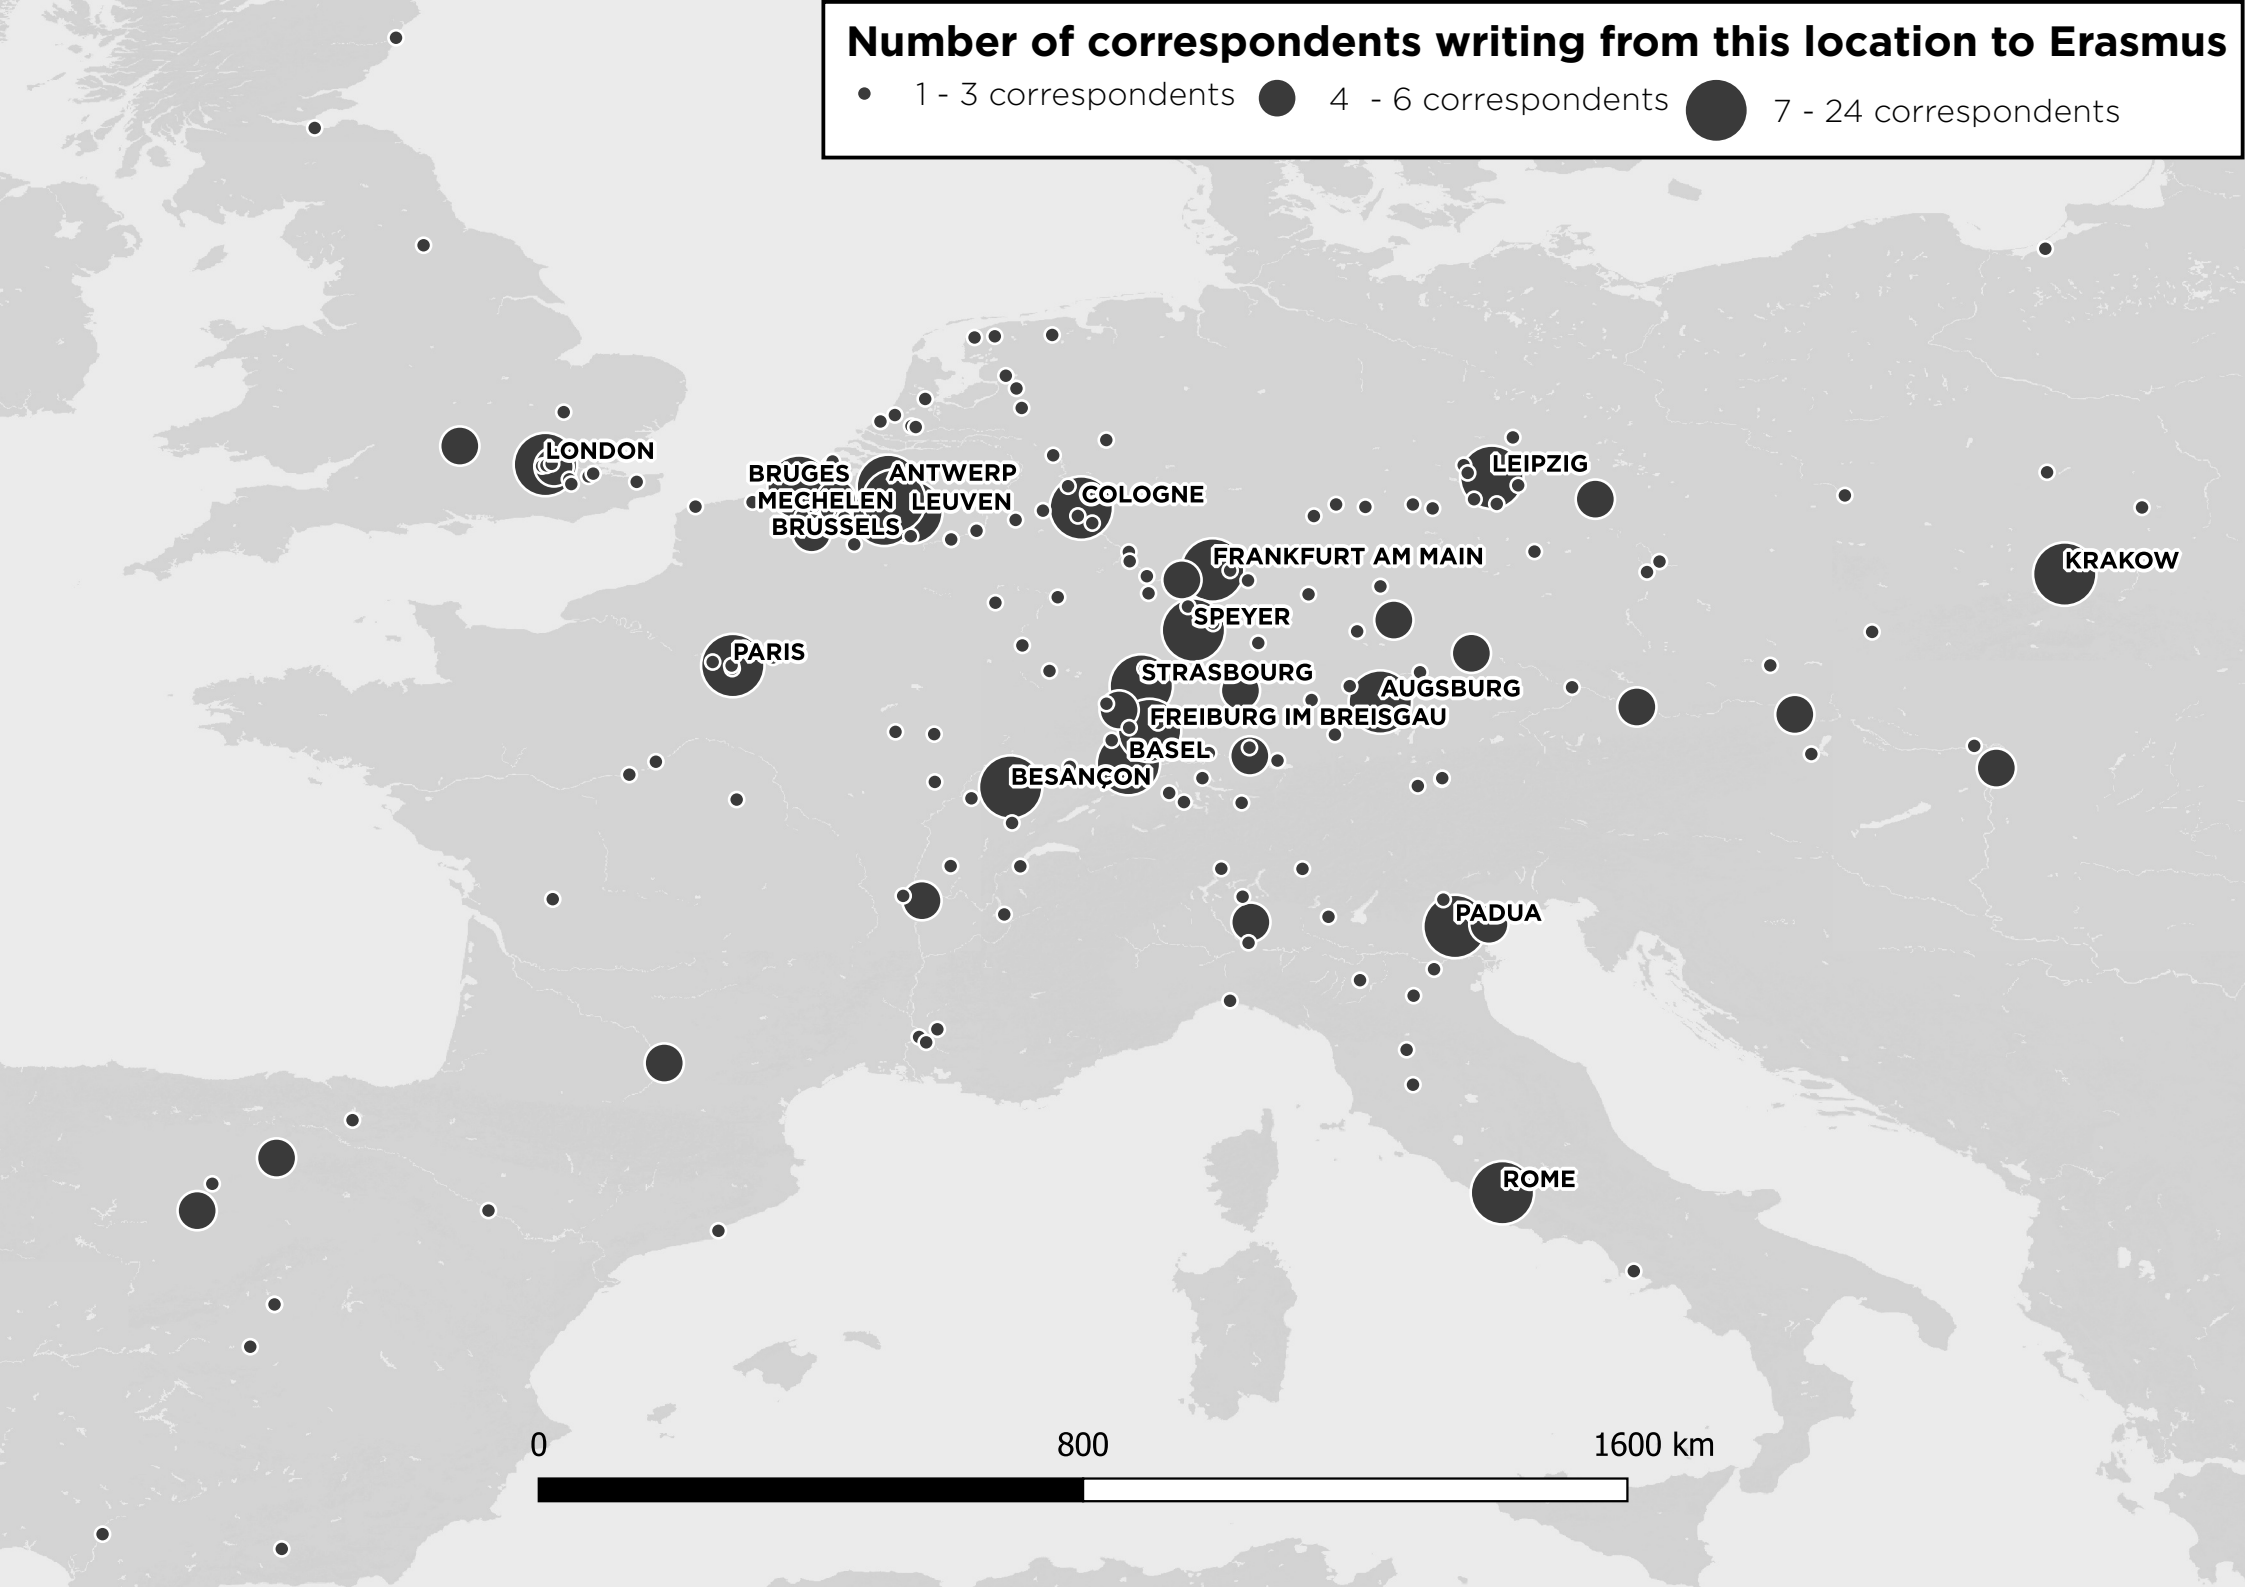 Number of correspondents writing from this location to Erasmus
1 - 3 correspondents
4 - 6 correspondents
7 - 24 correspondents
LONDON
BRUGES
ANTWERP
MECHELEN
LEUVEN
BRUSSELS
COLOGNE
LEIPZIG
FRANKFURT AM MAIN
KRAKOW
SPEYER
PARIS
STRASBOURG
AUGSBURG
FREIBURG IM BREISGAU
BASEL
BESANÇON
PADUA
ROME
0
800
1600 km